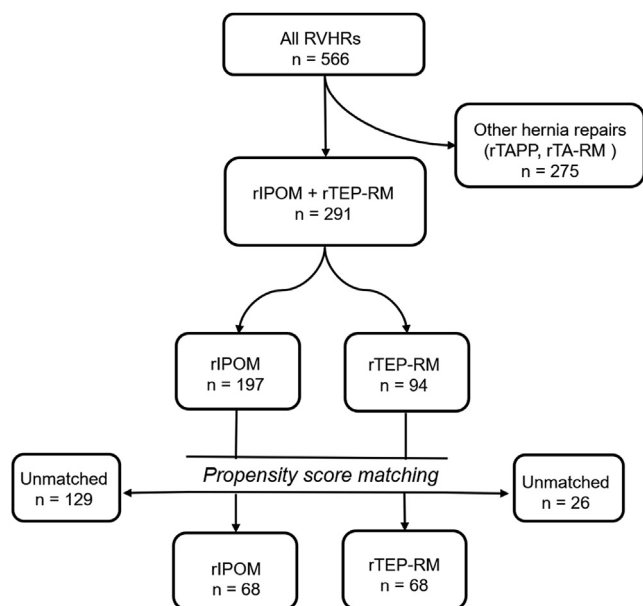 All RVHRs
n = 566
Other hernia repairs
(rTAPP, rTA-RM )
n = 275
rIPOM + rTEP-RM
n = 291
rIPOM
n = 197
rTEP-RM
n = 94
Propensity score matching
Unmatched
n = 129
Unmatched
n = 26
rIPOM
n = 68
rTEP-RM
n = 68